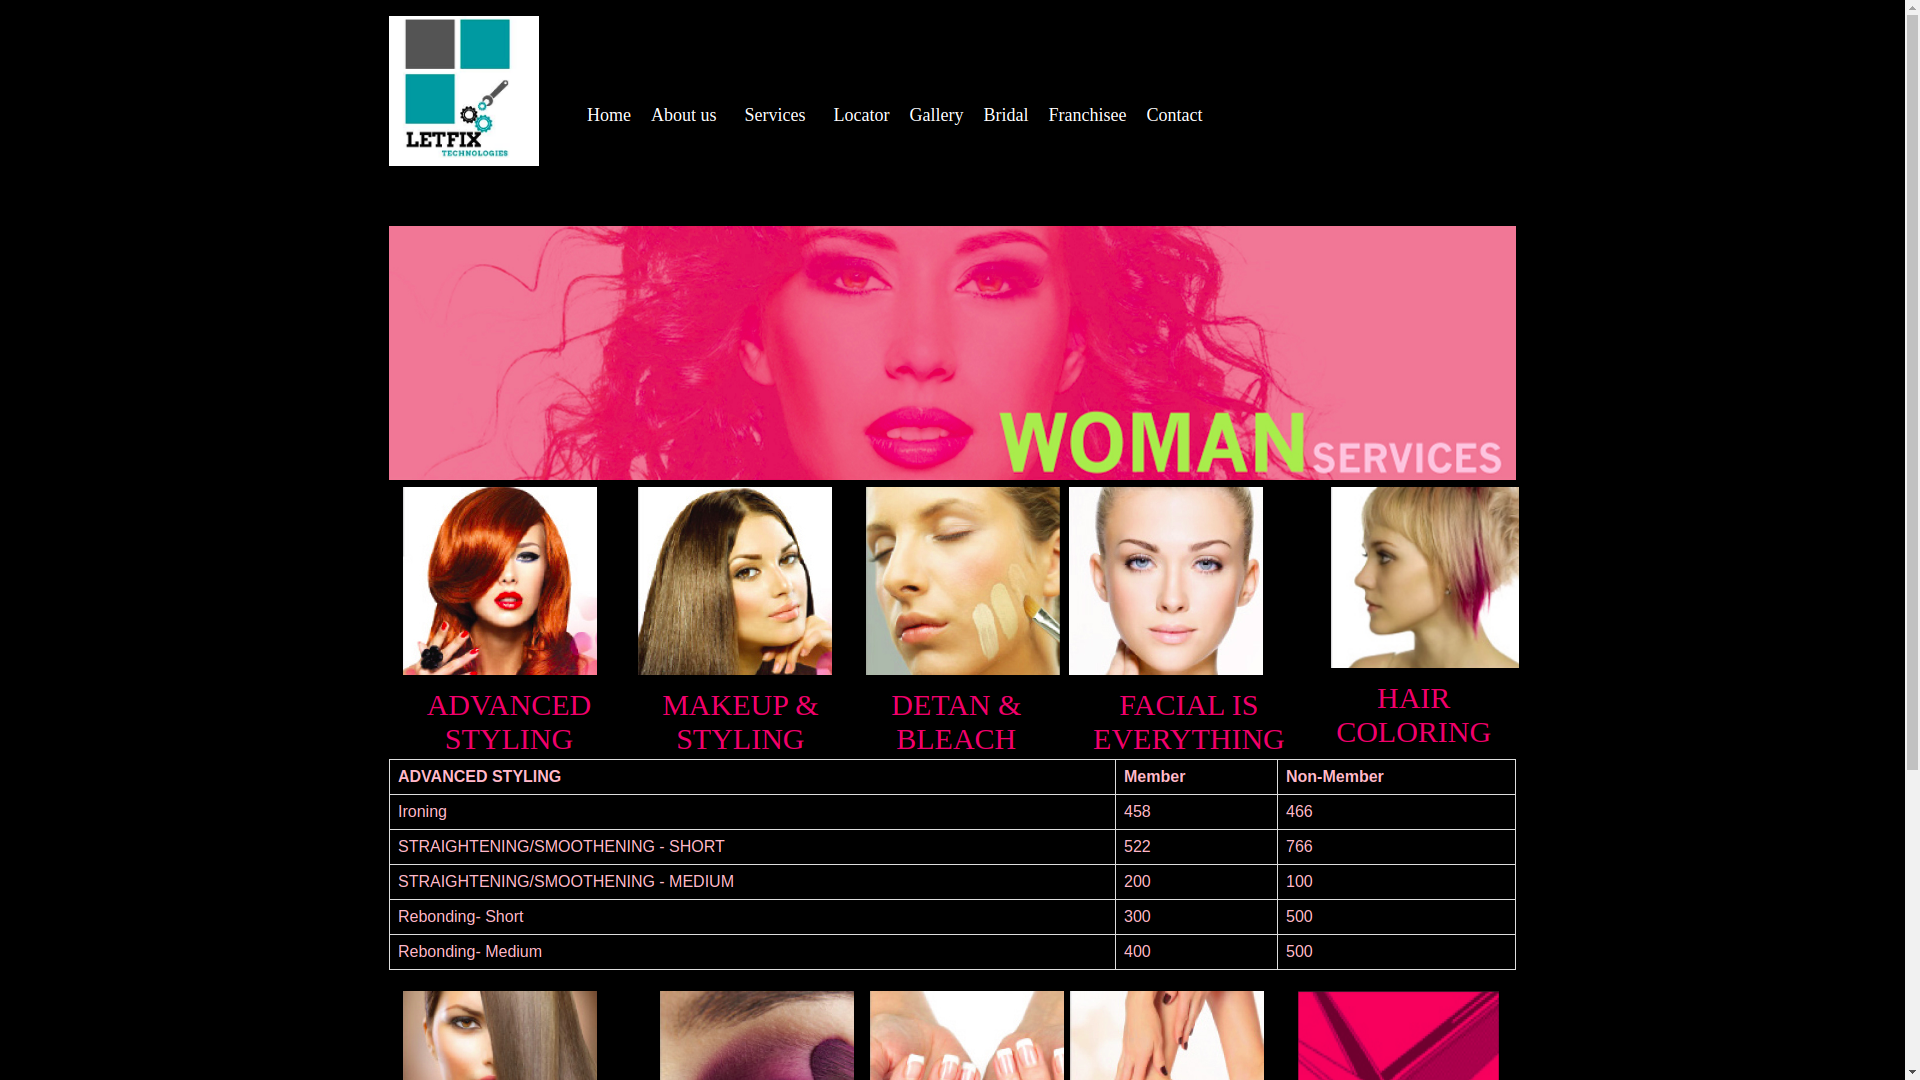 LETFIX
TECHNOLOGIES
Home About us Services Locator Gallery Bridal Franchisee Contact
WOMAN SERVICES
ADVANCED
STYLING
MAKEUP &
STYLING
DETAN &
BLEACH
FACIAL IS
EVERYTHING
HAIR
COLORING
ADVANCED STYLING Member Non-Member
Ironing 458 466
STRAIGHTENING/SMOOTHENING - SHORT 522 766
STRAIGHTENING/SMOOTHENING - MEDIUM 200 100
Rebonding- Short 300 500
Rebonding- Medium 400 500